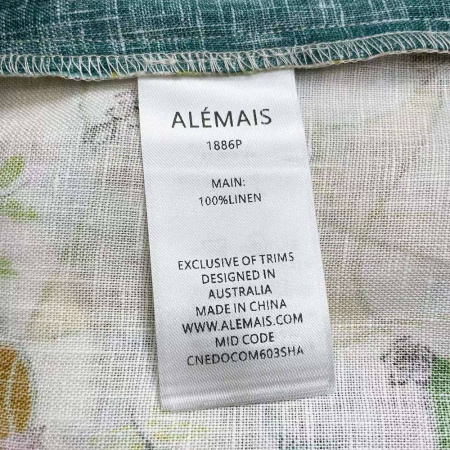 ALÉMAIS
1886P
MAIN:
100%LINEN
EXCLUSIVE OF TRIMS
DESIGNED IN
AUSTRALIA
MADE IN CHINA
WWW.ALEMAIS.COM
MID CODE
CNEDOCOM603SHA